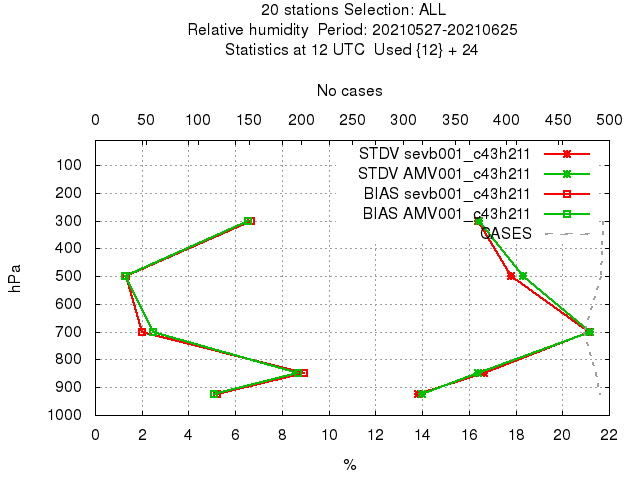 20 stations Selection: ALL
Relative humidity  Period: 20210527-20210625
Statistics at 12 UTC  Used {12} + 24
No cases
0 50 100 150 200 250 300 350 400 450 500
STDV sevb001_c43h211
STDV AMV001_c43h211
BIAS sevb001_c43h211
BIAS AMV001_c43h211
CASES
hPa
100
200
300
400
500
600
700
800
900
1000
0 2 4 6 8 10 12 14 16 18 20 22
%